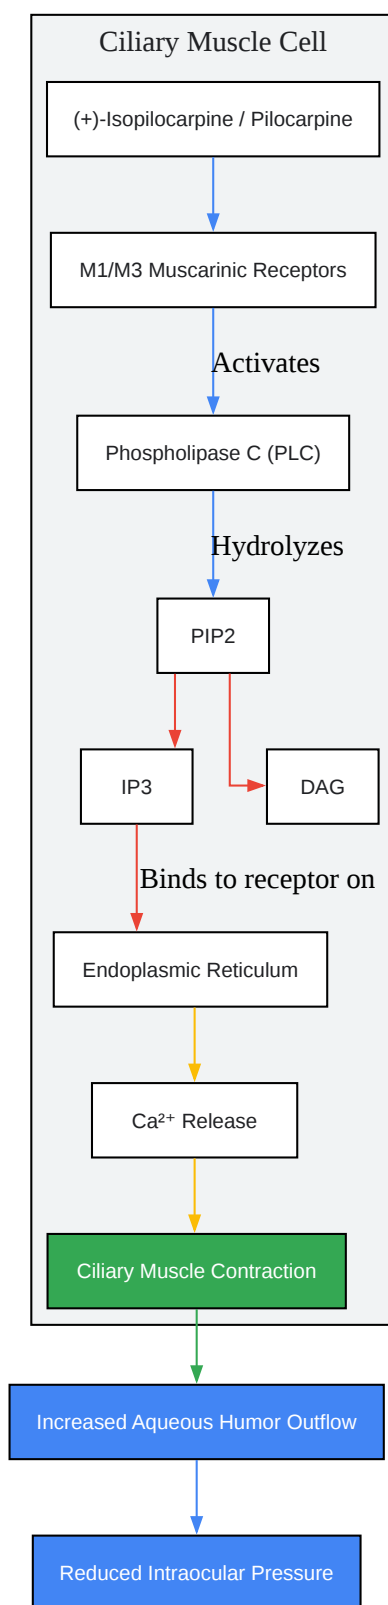 Ciliary Muscle Cell
(+)-Isopilocarpine / Pilocarpine
M1/M3 Muscarinic Receptors
Activates
Phospholipase C (PLC)
Hydrolyzes
PIP2
IP3
DAG
Binds to receptor on
Endoplasmic Reticulum
Ca²⁺ Release
Ciliary Muscle Contraction
Increased Aqueous Humor Outflow
Reduced Intraocular Pressure